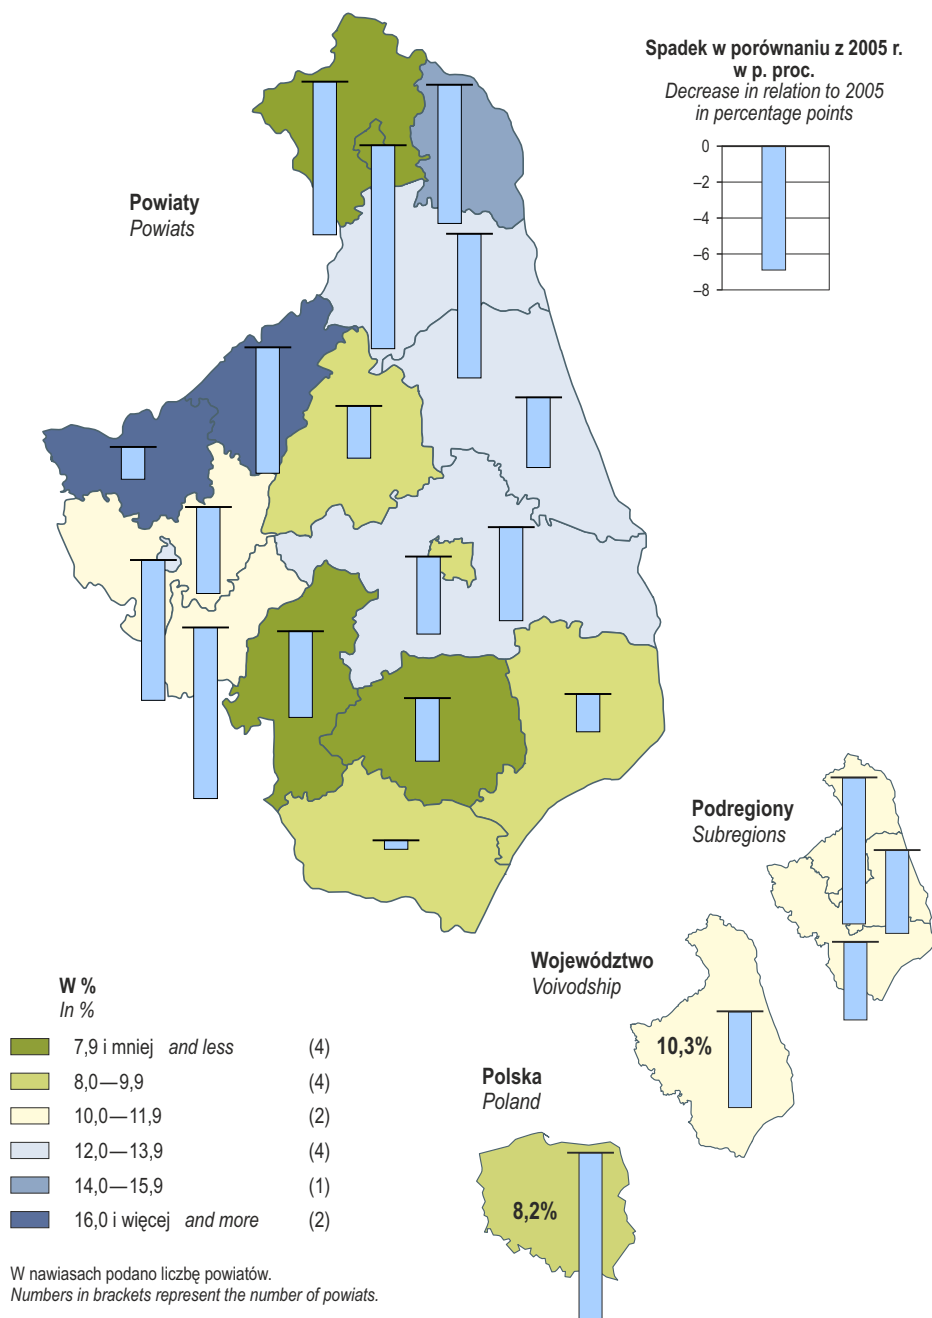 Spadek w porównaniu z 2005 r.
w p. proc.
Decrease in relation to 2005
in percentage points
0
–2
–4
–6
–8
Powiaty
Powiats
Podregiony
Subregions
Województwo
Voivodship
10,3%
Polska
Poland
8,2%
W %
In %
7,9 i mniej and less (4)
8,0—9,9 (4)
10,0—11,9 (2)
12,0—13,9 (4)
14,0—15,9 (1)
16,0 i więcej and more (2)
W nawiasach podano liczbę powiatów.
Numbers in brackets represent the number of powiats.